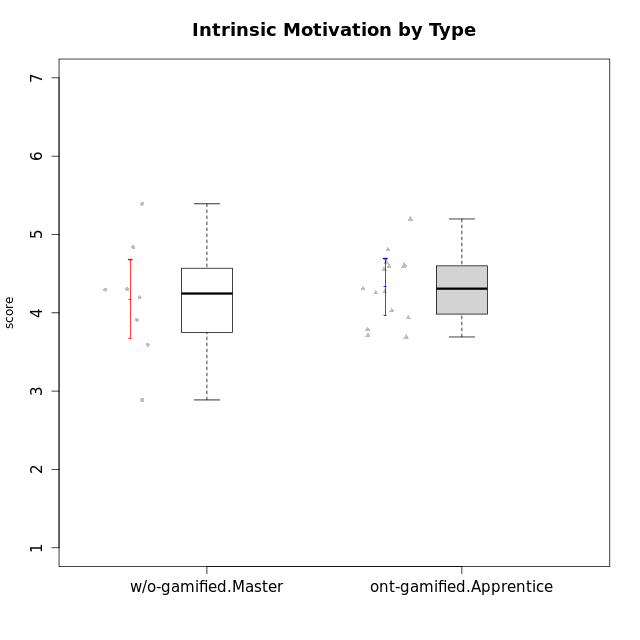 Intrinsic Motivation by Type
7
6
5
4
3
2
1
score
w/o-gamified.Master
ont-gamified.Apprentice